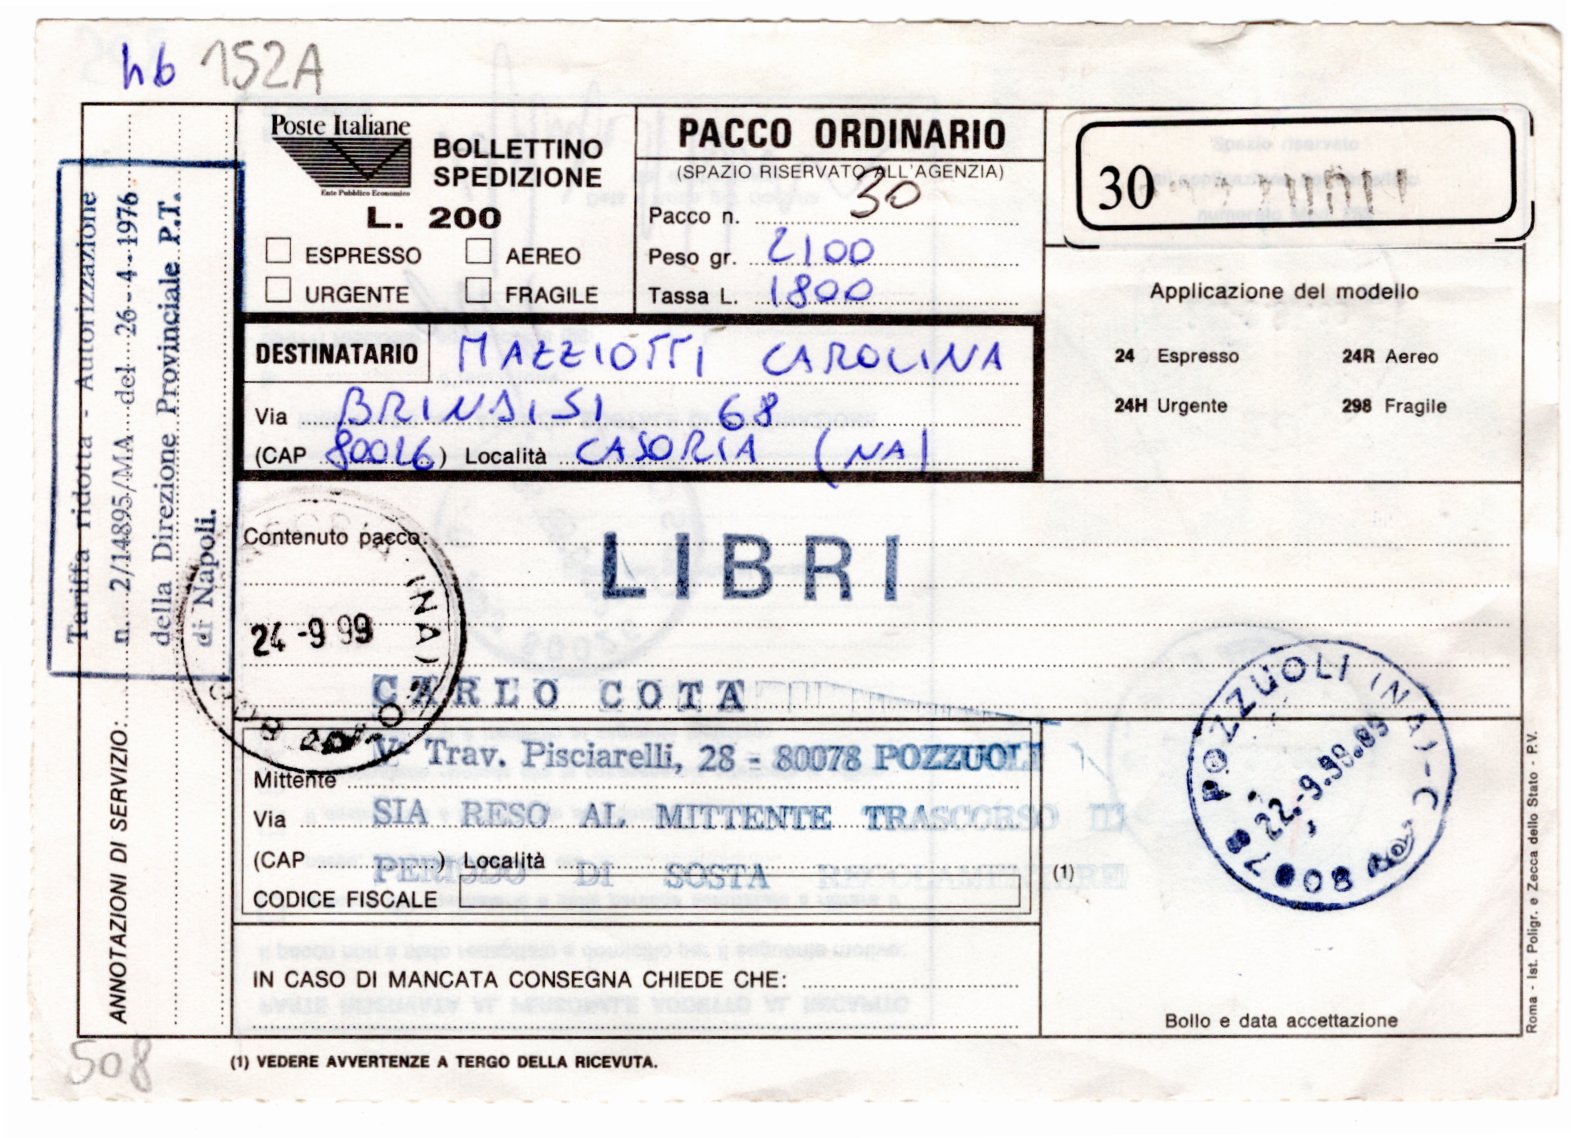 hb 152A
Poste Italiane
Ente Pubblico Economico
BOLLETTINO
SPEDIZIONE
L. 200
ESPRESSO
AEREO
URGENTE
FRAGILE
PACCO ORDINARIO
(SPAZIO RISERVATO ALL'AGENZIA)
Pacco n. 30
Peso gr. 2100
Tassa L. 1800
30
Applicazione del modello
24 Espresso
24R Aereo
24H Urgente
298 Fragile
DESTINATARIO MAZZIOTTI CAROLINA
Via BRINDISI 68
(CAP 80026) Località CASORIA (NA)
Tariffa ridotta - Autorizzazione
n. 2/14895/MA del 26-4-1976
della Direzione Provinciale P.T.
di Napoli.
ANNOTAZIONI DI SERVIZIO:
Contenuto pacco:
LIBRI
(NA)
24 -9 99
CARLO COTA
V. Trav. Pisciarelli, 28 - 80078 POZZUOLI
Mittente
Via
SIA RESO AL MITTENTE TRASCORSO IL
(CAP ) Località
PERIODO DI SOSTA REGOLAMENTARE
CODICE FISCALE
(1)
POZZUOLI (NA)-C
22.-9.99.
IN CASO DI MANCATA CONSEGNA CHIEDE CHE:
Bollo e data accettazione
Roma - Ist. Poligr. e Zecca dello Stato - P.V.
508
(1) VEDERE AVVERTENZE A TERGO DELLA RICEVUTA.